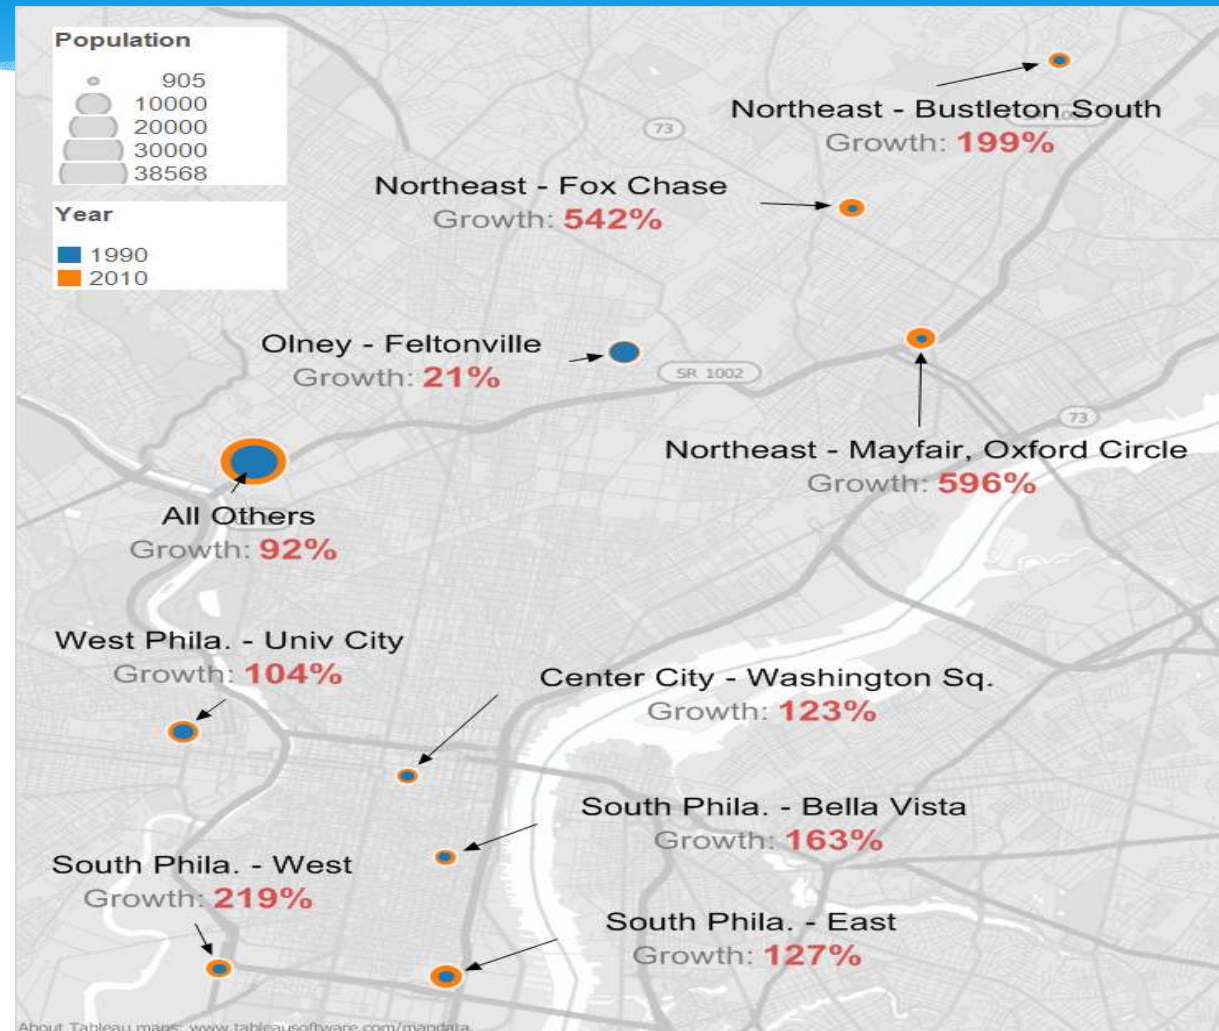 Population
905
10000
20000
30000
38568
Year
1990
2010
Northeast - Bustleton South
Growth: 199%
73
Northeast - Fox Chase
Growth: 542%
Olney - Feltonville
Growth: 21%
SR 1002
73
Northeast - Mayfair, Oxford Circle
Growth: 596%
All Others
Growth: 92%
West Phila. - Univ City
Growth: 104%
Center City - Washington Sq.
Growth: 123%
South Phila. - Bella Vista
Growth: 163%
South Phila. - West
Growth: 219%
South Phila. - East
Growth: 127%
About Tableau maps: www.tableausoftware.com/mapdata